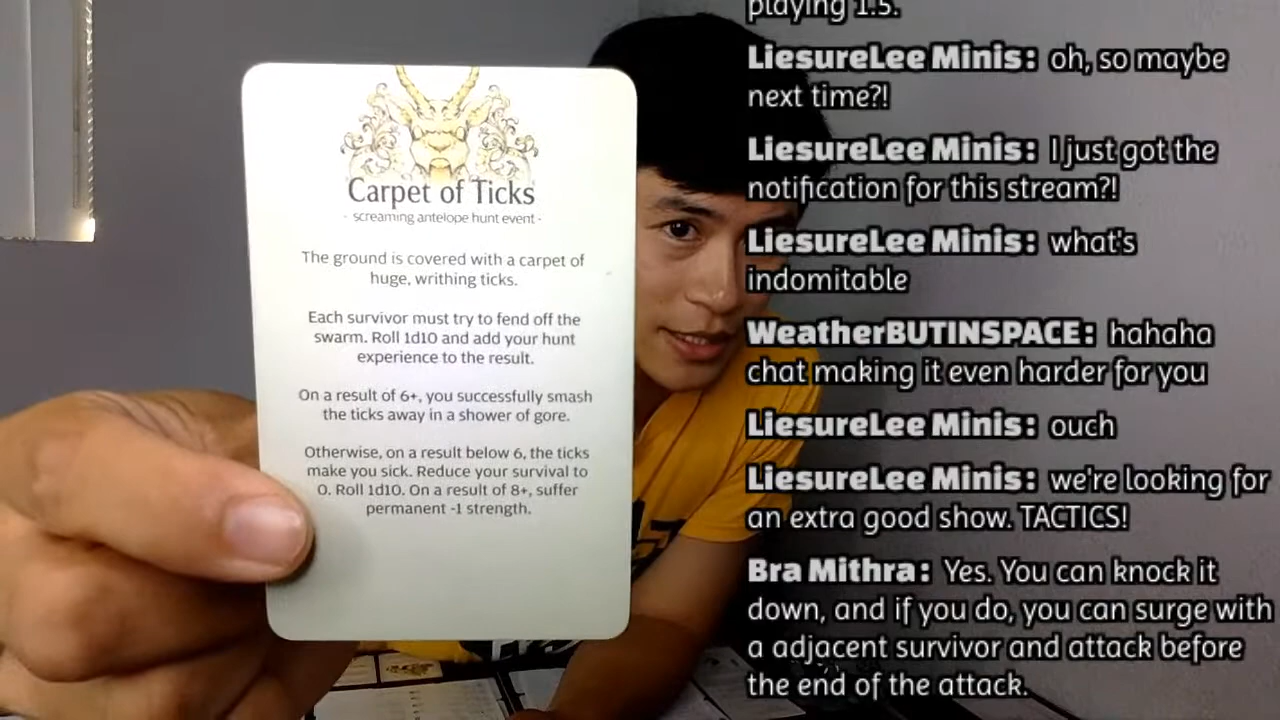 Carpet of Ticks
- screaming antelope hunt event -
The ground is covered with a carpet of
huge, writhing ticks.
Each survivor must try to fend off the
swarm. Roll 1d10 and add your hunt
experience to the result.
On a result of 6+, you successfully smash
the ticks away in a shower of gore.
Otherwise, on a result below 6, the ticks
make you sick. Reduce your survival to
0. Roll 1d10. On a result of 8+, suffer
permanent -1 strength.
playing 1.5.
LiesureLee Minis: oh, so maybe
next time?!
LiesureLee Minis: I just got the
notification for this stream?!
LiesureLee Minis: what's
indomitable
WeatherBUTINSPACE: hahaha
chat making it even harder for you
LiesureLee Minis: ouch
LiesureLee Minis: we're looking for
an extra good show. TACTICS!
Bra Mithra: Yes. You can knock it
down, and if you do, you can surge with
a adjacent survivor and attack before
the end of the attack.